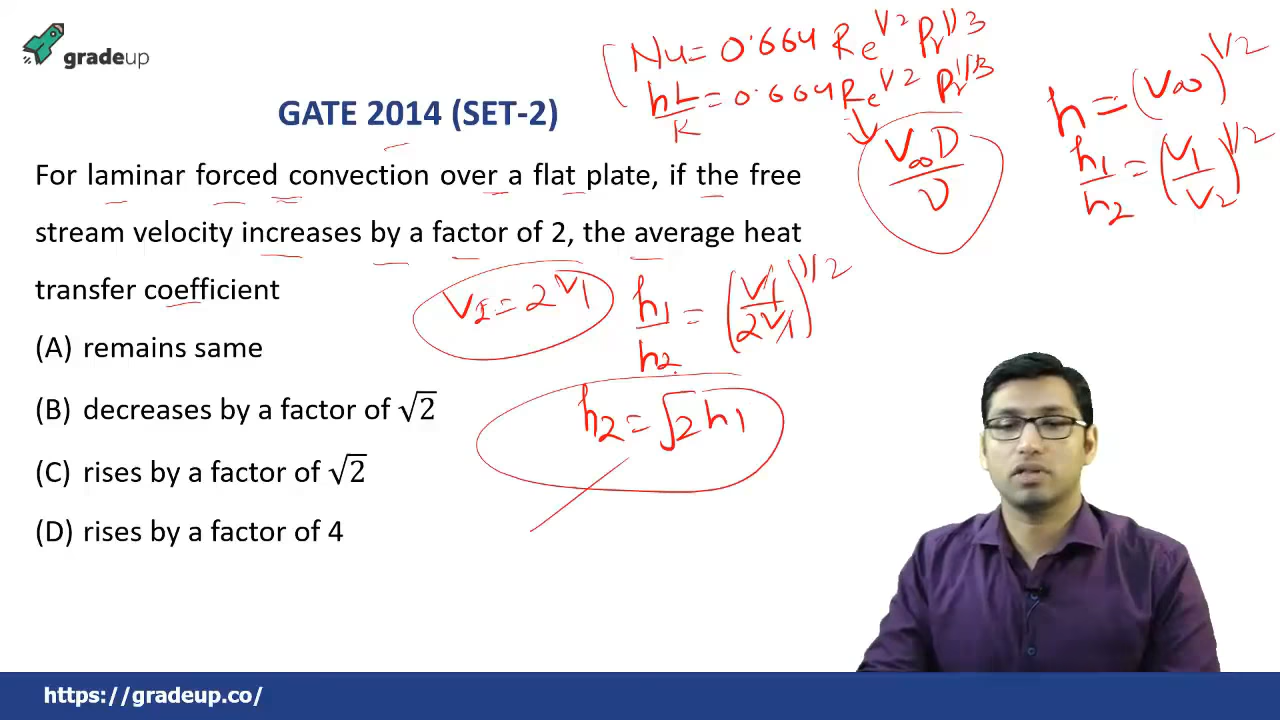 gradeup
GATE 2014 (SET-2)
For laminar forced convection over a flat plate, if the free
stream velocity increases by a factor of 2, the average heat
transfer coefficient
(A) remains same
(B) decreases by a factor of √2
(C) rises by a factor of √2
(D) rises by a factor of 4
Nu = 0.664 Re^1/2 Pr^1/3
hL/K = 0.664 Re^1/2 Pr^1/3
V∞D/ν
h = (V∞)^1/2
h1/h2 = (V1/V2)^1/2
V2 = 2V1
h1/h2 = (V1/2V1)^1/2
h2 = √2 h1
https://gradeup.co/